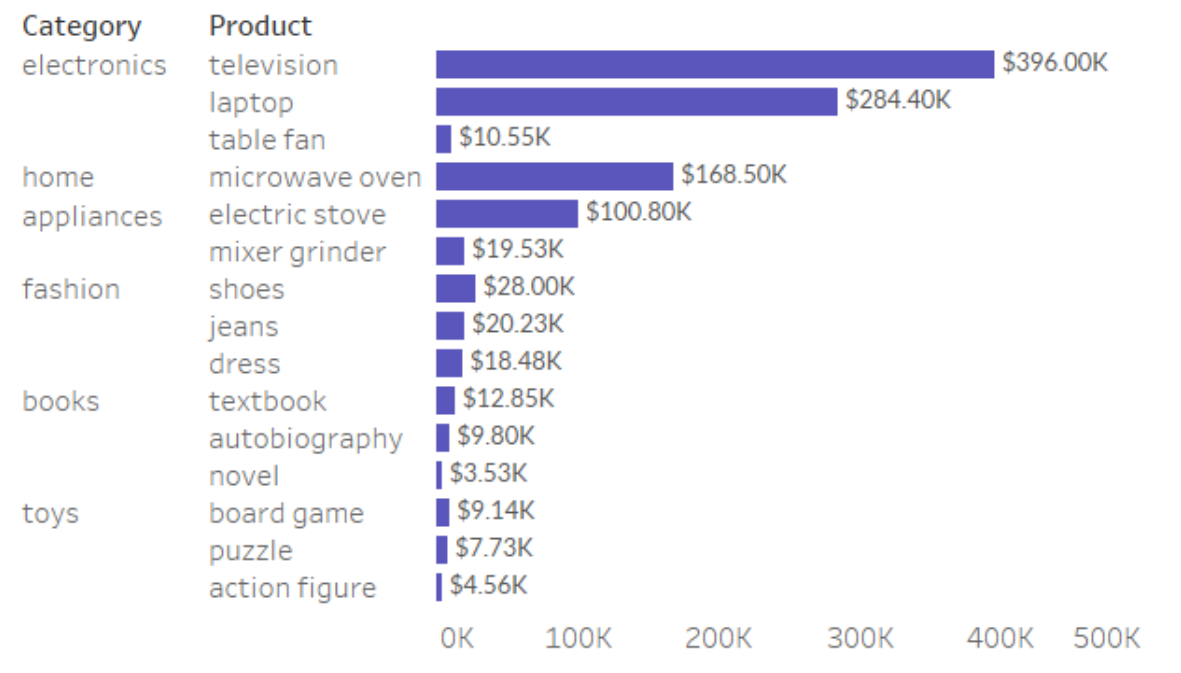 Category Product
electronics television $396.00K
laptop $284.40K
table fan $10.55K
home microwave oven $168.50K
appliances electric stove $100.80K
mixer grinder $19.53K
fashion shoes $28.00K
jeans $20.23K
dress $18.48K
books textbook $12.85K
autobiography $9.80K
novel $3.53K
toys board game $9.14K
puzzle $7.73K
action figure $4.56K
0K 100K 200K 300K 400K 500K